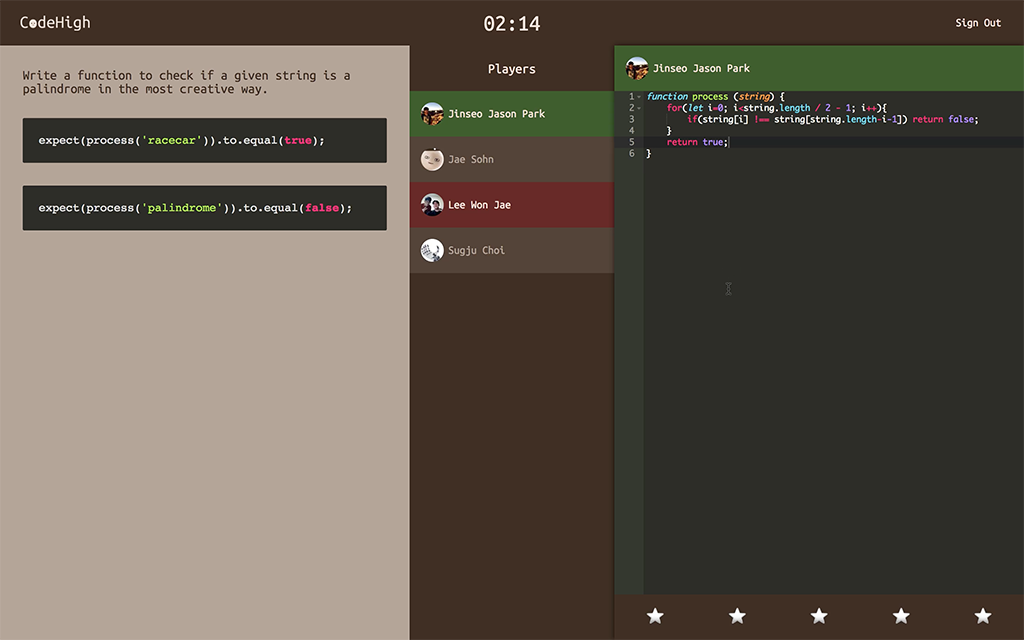 CodeHigh
02:14
Sign Out
Write a function to check if a given string is a
palindrome in the most creative way.
expect(process('racecar')).to.equal(true);
expect(process('palindrome')).to.equal(false);
Players
Jinseo Jason Park
Jae Sohn
Lee Won Jae
Sugju Choi
Jinseo Jason Park
1 function process (string) {
2 for(let i=0; i<string.length / 2 - 1; i++){
3 if(string[i] !== string[string.length-i-1]) return false;
4 }
5 return true;
6 }